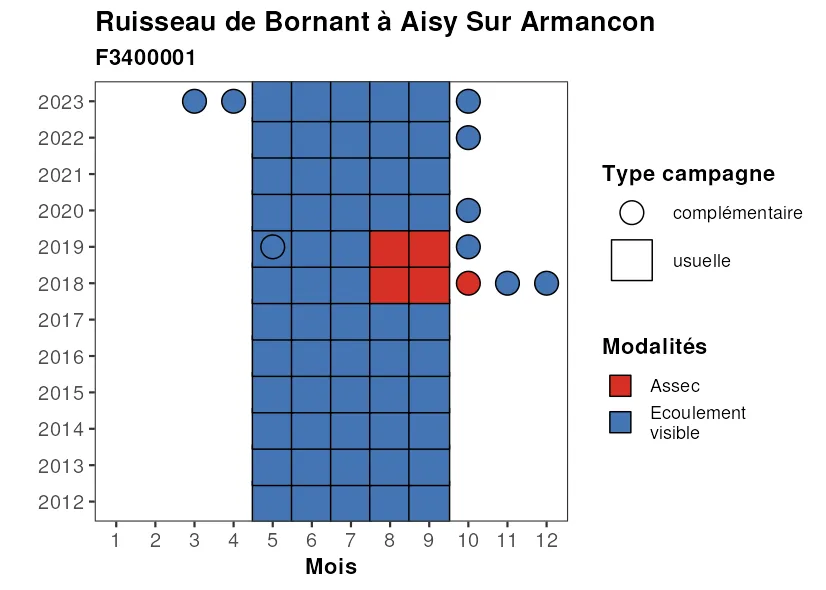 Ruisseau de Bornant à Aisy Sur Armancon
F3400001
2023
2022
2021
2020
2019
2018
2017
2016
2015
2014
2013
2012
1 2 3 4 5 6 7 8 9 10 11 12
Mois
Type campagne
complémentaire
usuelle
Modalités
Assec
Ecoulement
visible